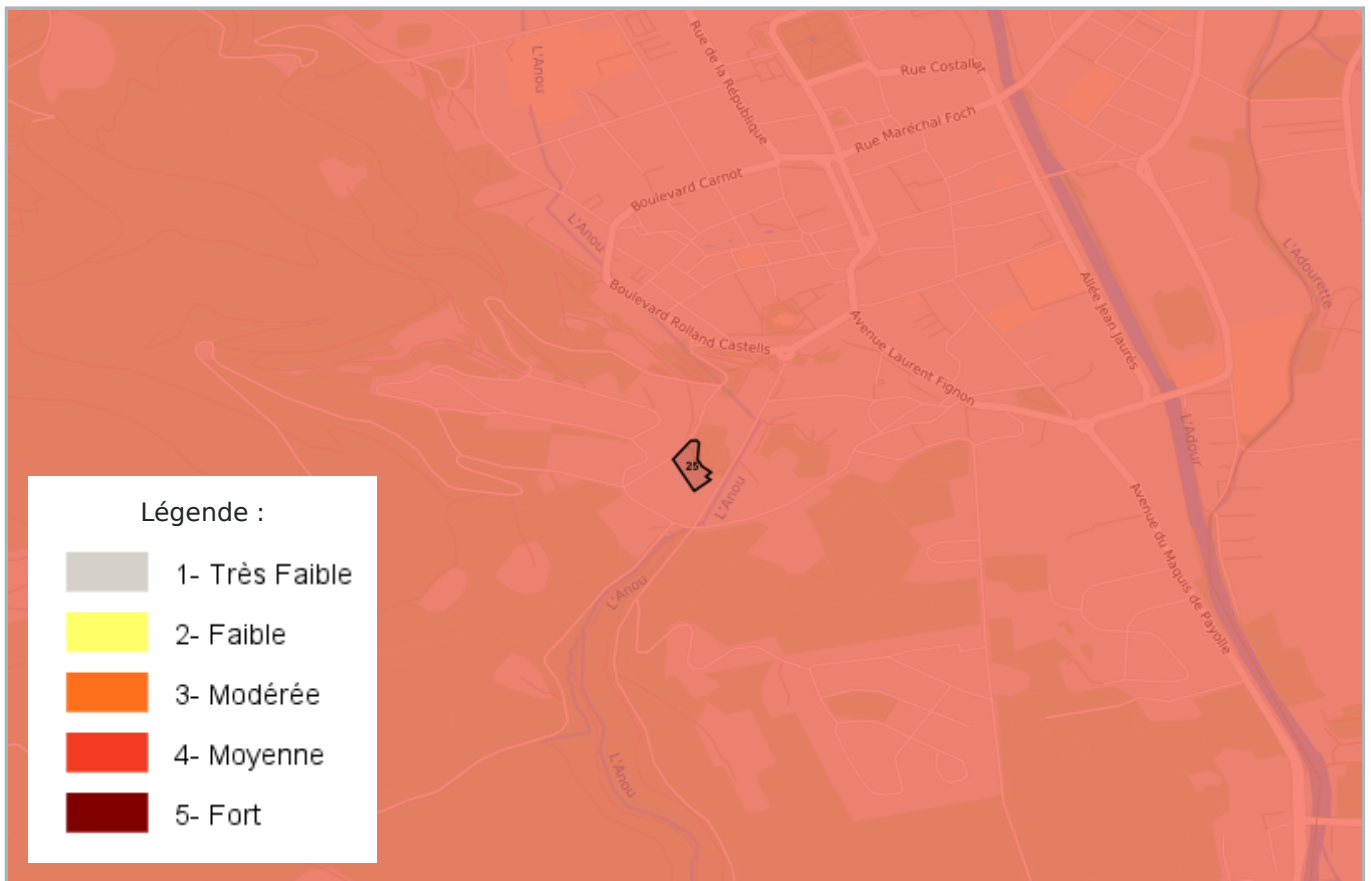 L'Anou
Rue de la République
Rue Costallat
Rue Maréchal Foch
Boulevard Carnot
L'Anou
L'Adourette
Boulevard Rolland Castells
Allée Jean Jaurès
Avenue Laurent Fignon
L'Adour
25
L'Anou
Avenue du Maquis de Payolle
L'Anou
L'Anou
Légende :
1- Très Faible
2- Faible
3- Modérée
4- Moyenne
5- Fort